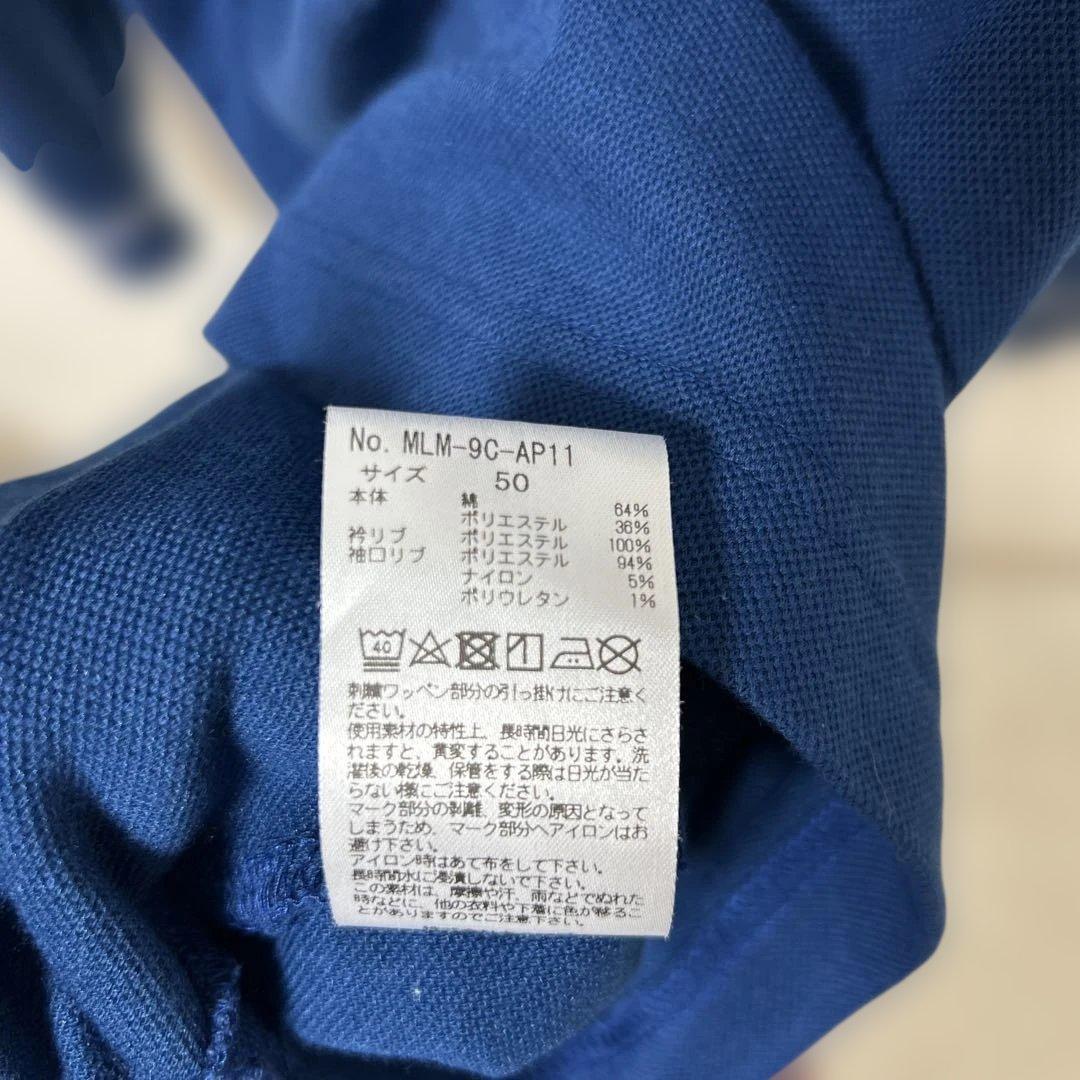 No. MLM-9C-AP11
サイズ 50
本体 綿 64%
ポリエステル 36%
衿リブ ポリエステル 100%
袖口リブ ポリエステル 94%
ナイロン 5%
ポリウレタン 1%
40
刺繍ワッペン部分の引っ掛けにご注意く
ださい。
使用素材の特性上、長時間日光にさらさ
れますと、黄変することがあります。洗
濯後の乾燥、保管をする際は日光が当た
らない様にご注意ください。
マーク部分の剥離、変形の原因となって
しまうため、マーク部分へアイロンはお
避け下さい。
アイロン時はあて布をして下さい。
長時間水に浸漬しないで下さい。
この素材は、摩擦や汗、雨などでぬれた
時などに、他の衣料や下着に色が移るこ
とがありますのでご注意下さい。